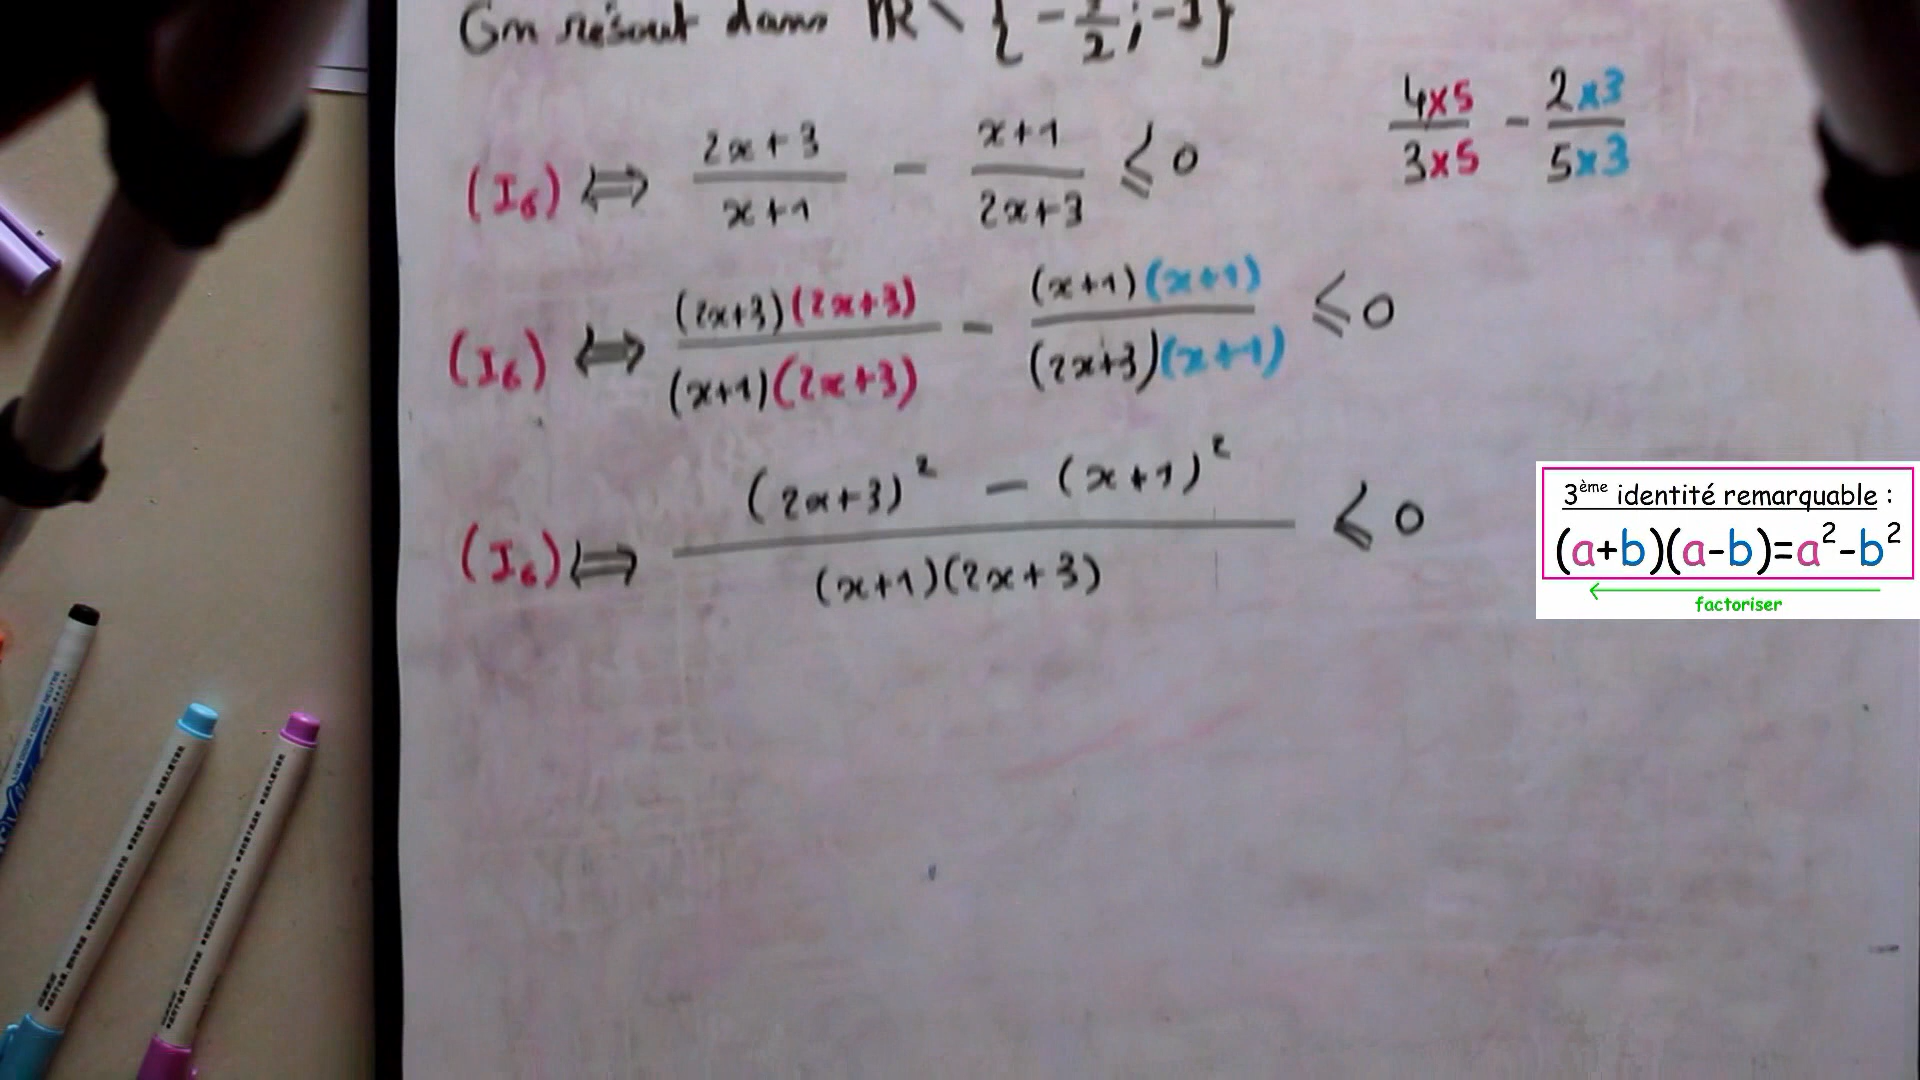 On résout dans ℝ \ { -3/2 ; -1 }
(I₆) ⟺ (2x+3)/(x+1) - (x+1)/(2x+3) ⩽ 0
(4×5)/(3×5) - (2×3)/(5×3)
(I₆) ⟺ ((2x+3)(2x+3))/((x+1)(2x+3)) - ((x+1)(x+1))/((2x+3)(x+1)) ⩽ 0
(I₆) ⟺ ((2x+3)² - (x+1)²)/((x+1)(2x+3)) ⩽ 0
3ème identité remarquable :
(a+b)(a-b)=a²-b²
factoriser